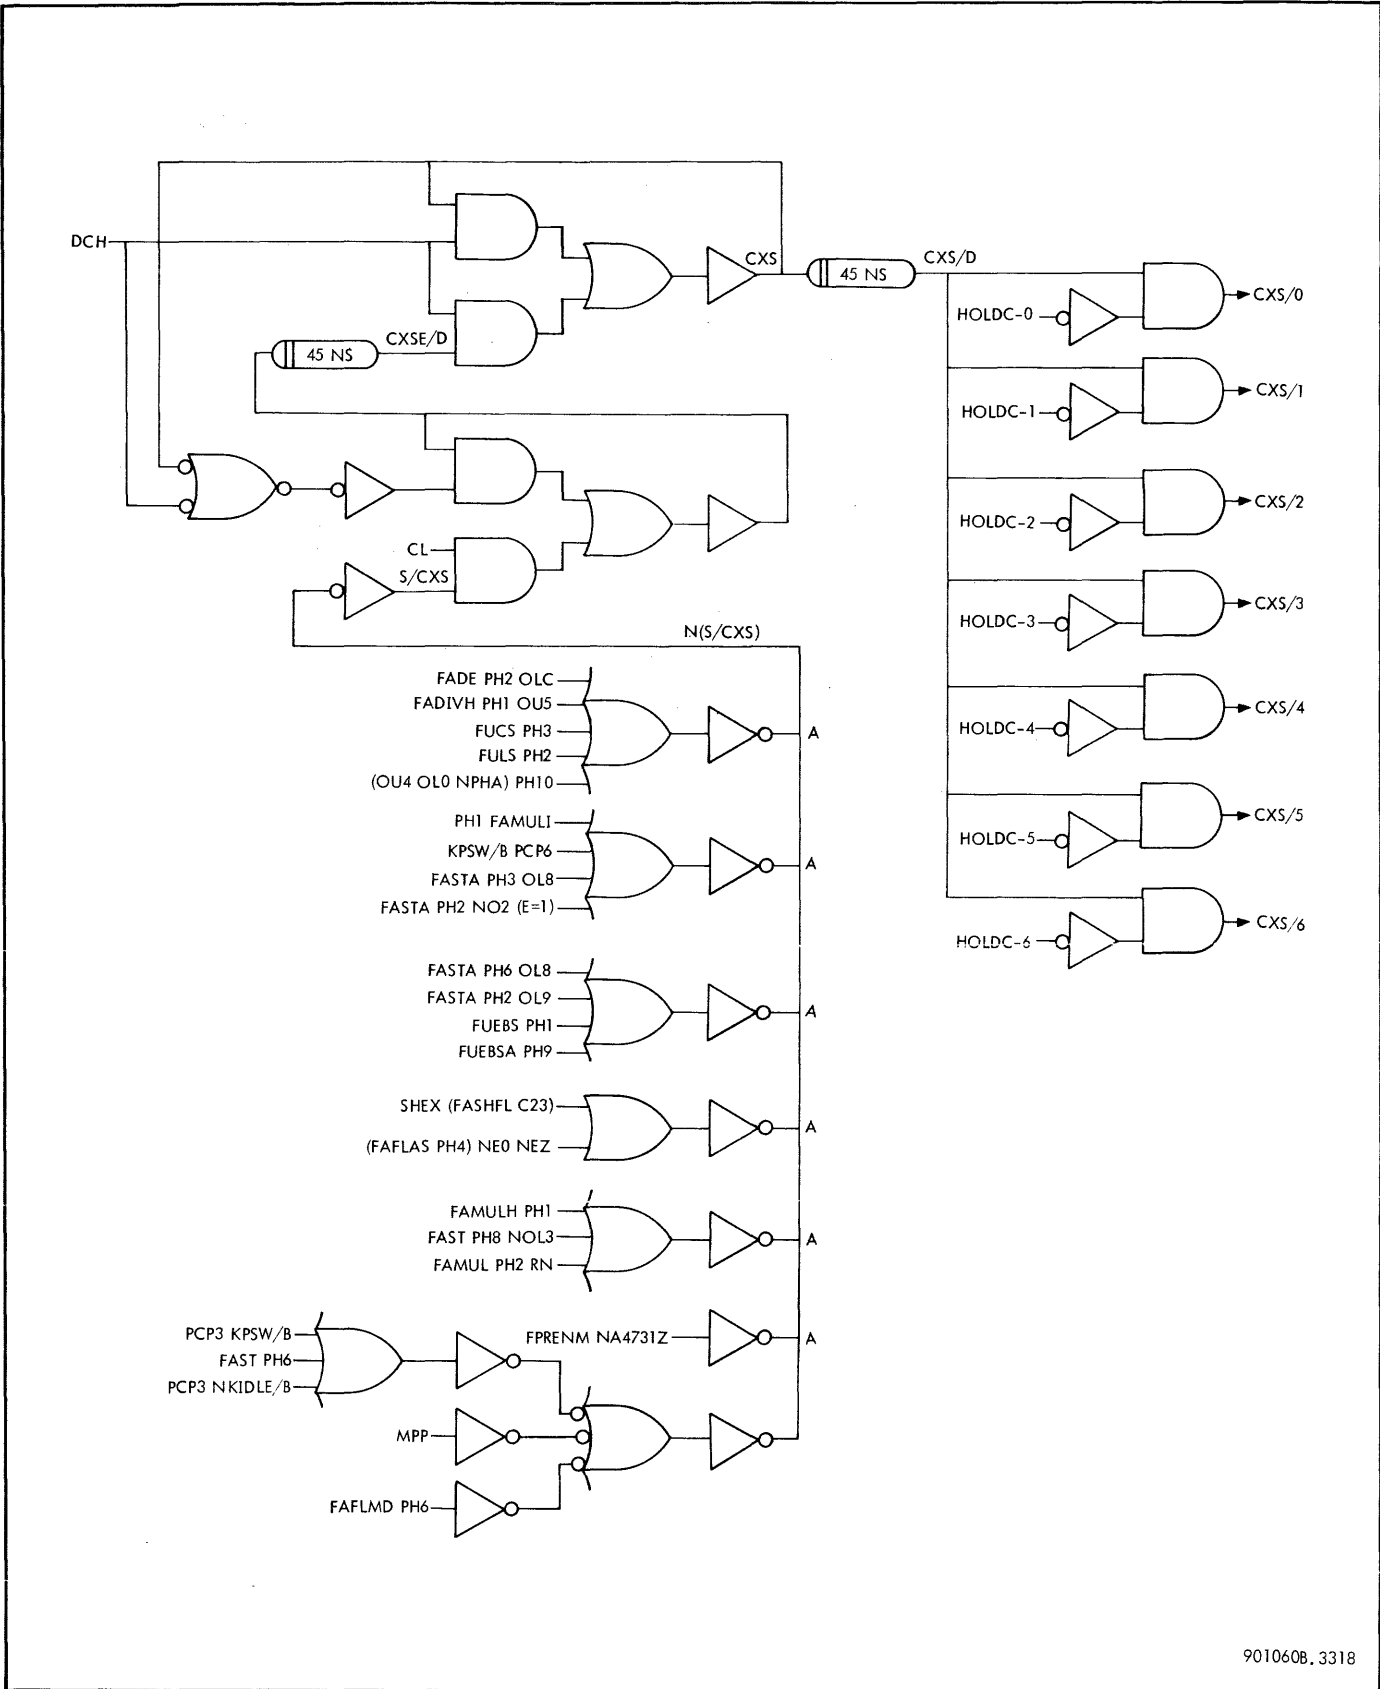 DCH
CXS
45 NS
CXS/D
HOLDC-0
CXS/0
CXSE/D
45 NS
HOLDC-1
CXS/1
HOLDC-2
CXS/2
CL
S/CXS
HOLDC-3
CXS/3
N(S/CXS)
HOLDC-4
CXS/4
HOLDC-5
CXS/5
HOLDC-6
CXS/6
FADE PH2 OLC
FADIVH PH1 OU5
FUCS PH3
FULS PH2
(OU4 OL0 NPHA) PH10
A
PH1 FAMULI
KPSW/B PCP6
FASTA PH3 OL8
FASTA PH2 NO2 (E=1)
A
FASTA PH6 OL8
FASTA PH2 OL9
FUEBS PH1
FUEBSA PH9
A
SHEX (FASHFL C23)
(FAFLAS PH4) NE0 NEZ
A
FAMULH PH1
FAST PH8 NOL3
FAMUL PH2 RN
A
FPRENM NA4731Z
A
PCP3 KPSW/B
FAST PH6
PCP3 NKIDLE/B
MPP
FAFLMD PH6
901060B.3318